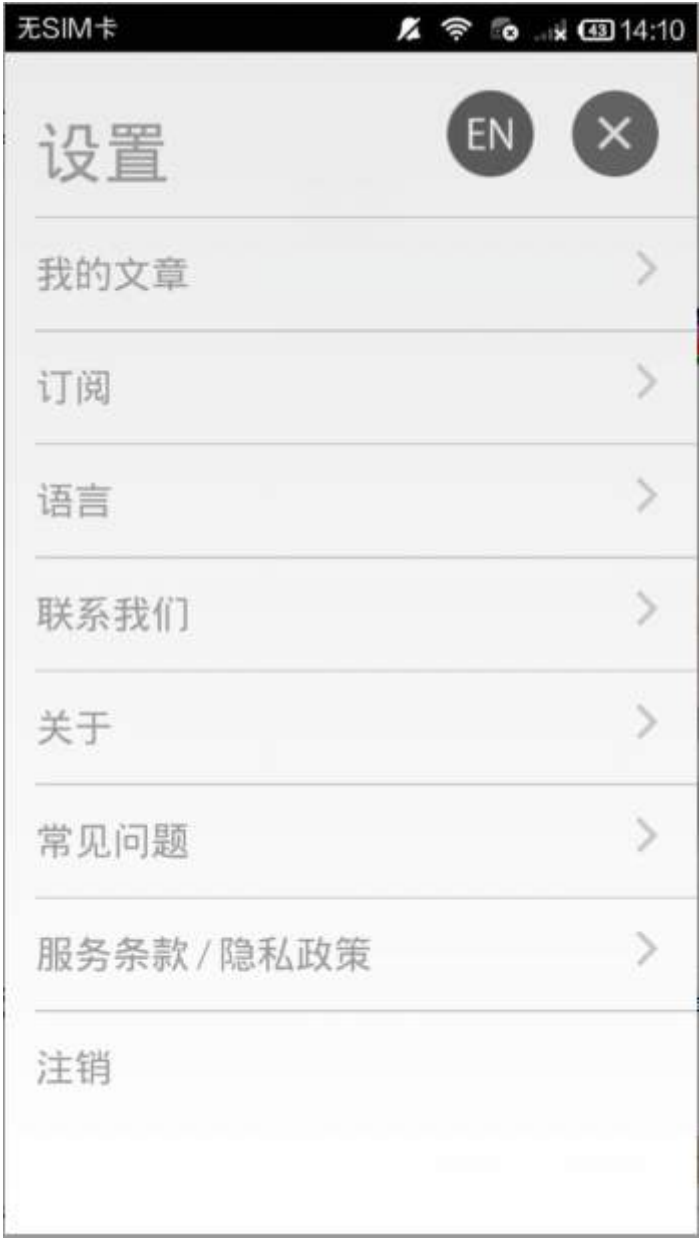 无SIM卡 43 14:10
设置 EN
我的文章
订阅
语言
联系我们
关于
常见问题
服务条款/隐私政策
注销